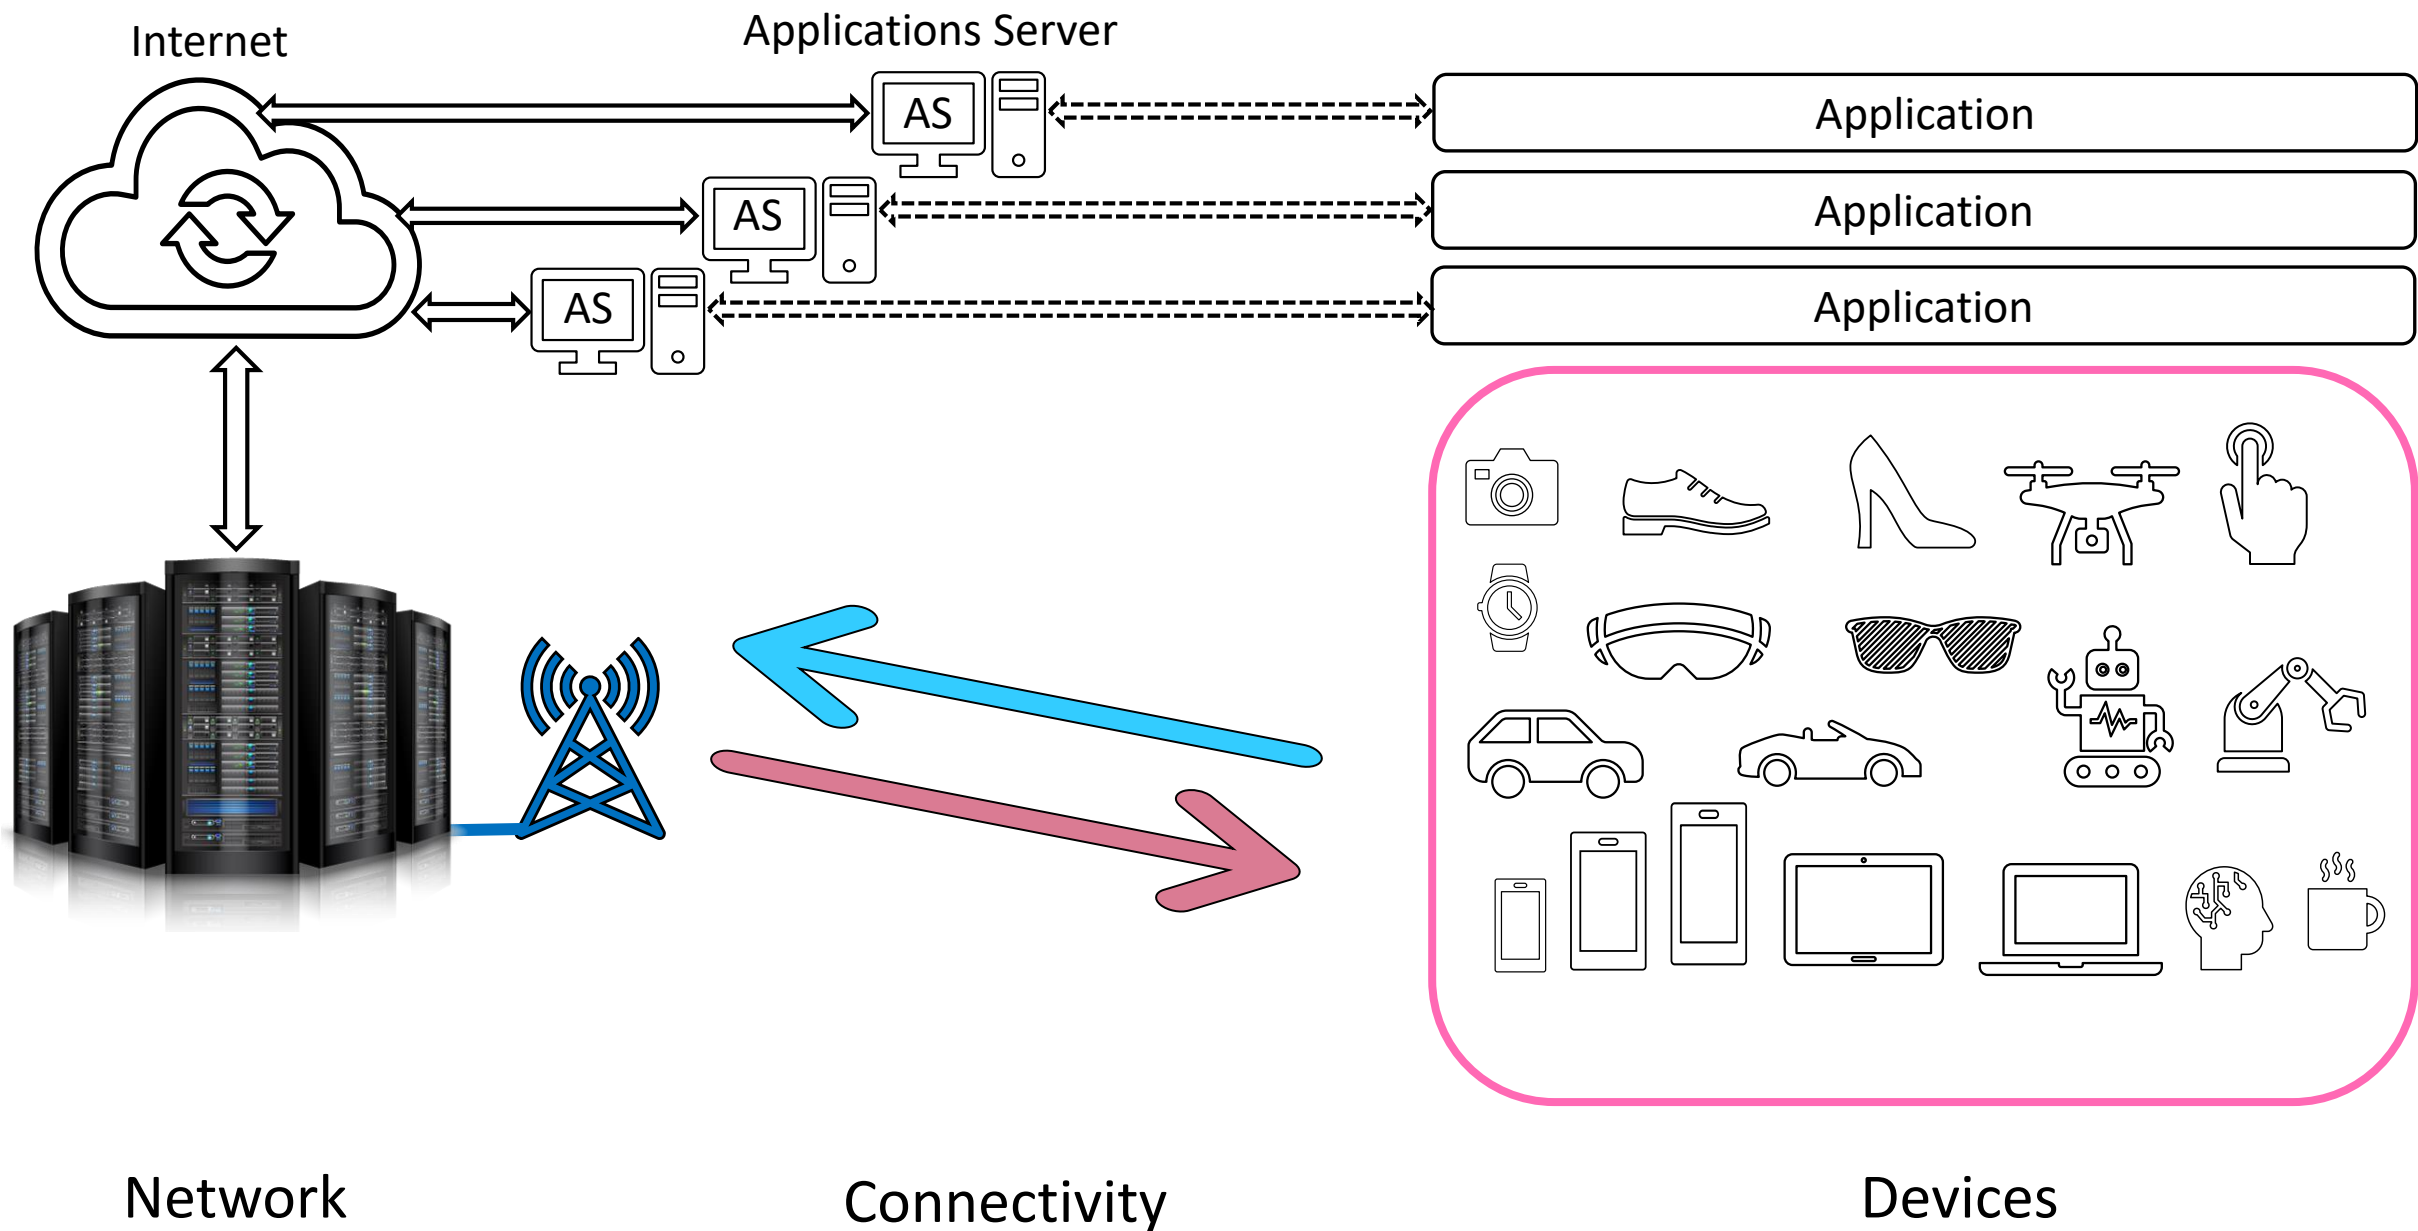 Internet
Applications Server
AS
Application
AS
Application
AS
Application
Network
Connectivity
Devices